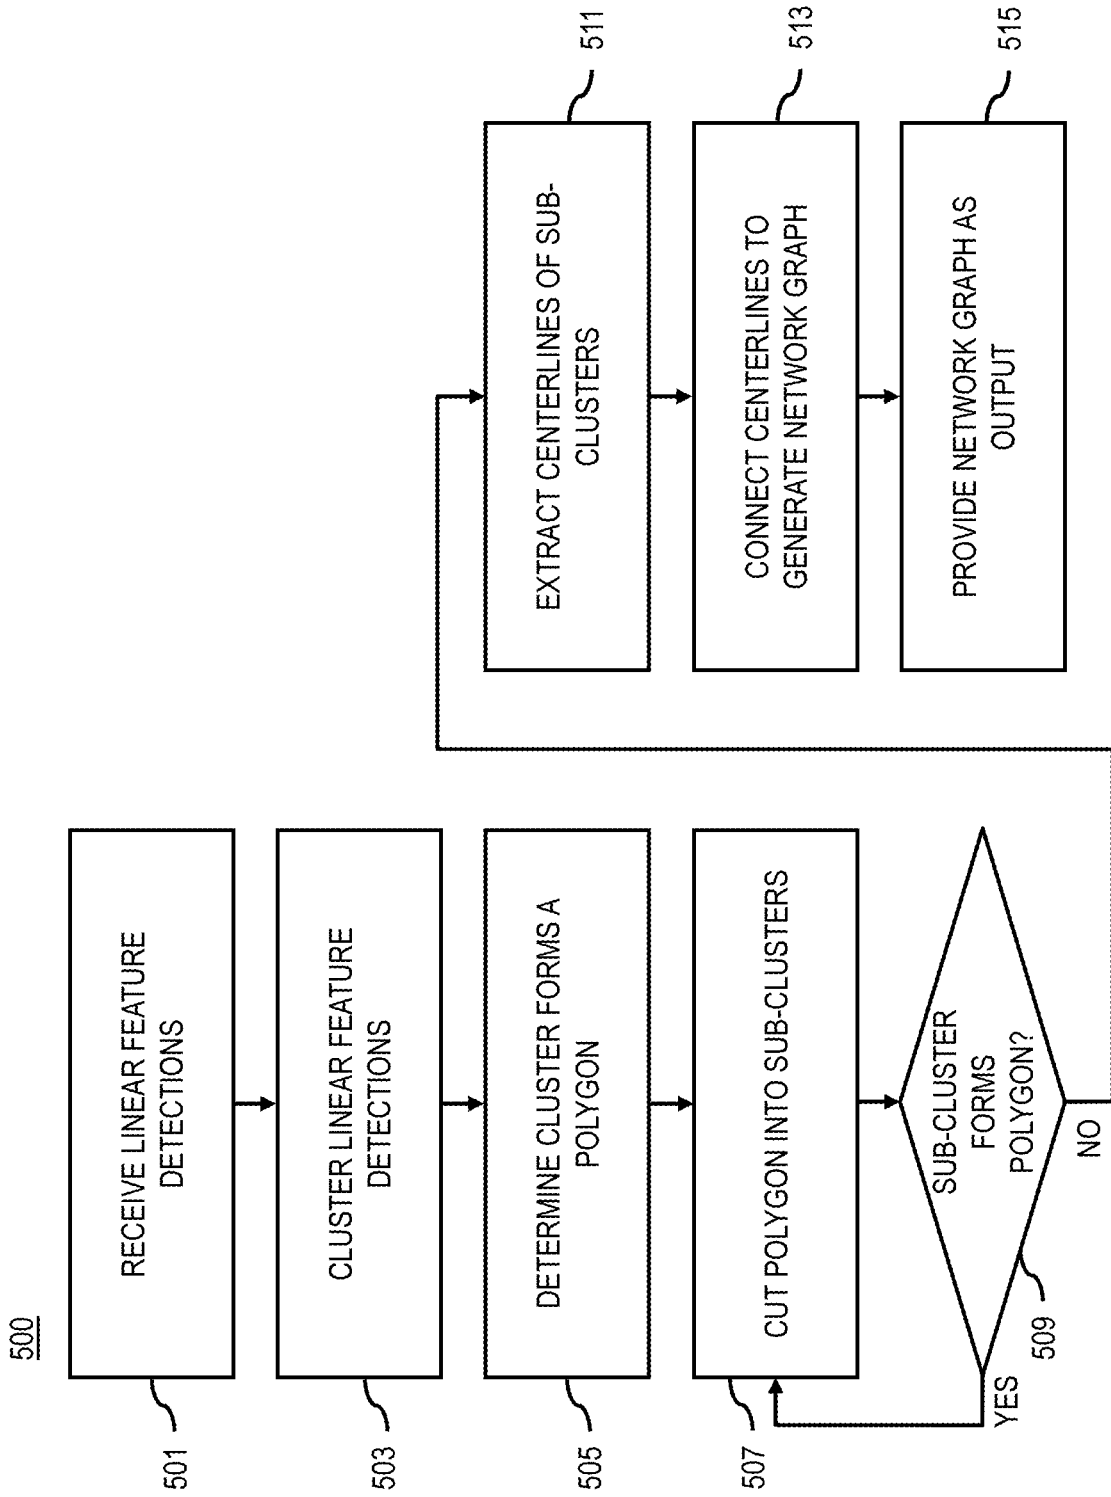 500
RECEIVE LINEAR FEATURE
DETECTIONS
501
CLUSTER LINEAR FEATURE
DETECTIONS
503
DETERMINE CLUSTER FORMS A
POLYGON
505
CUT POLYGON INTO SUB-CLUSTERS
507
SUB-CLUSTER
FORMS
POLYGON?
509
YES
NO
EXTRACT CENTERLINES OF SUB-
CLUSTERS
511
CONNECT CENTERLINES TO
GENERATE NETWORK GRAPH
513
PROVIDE NETWORK GRAPH AS
OUTPUT
515